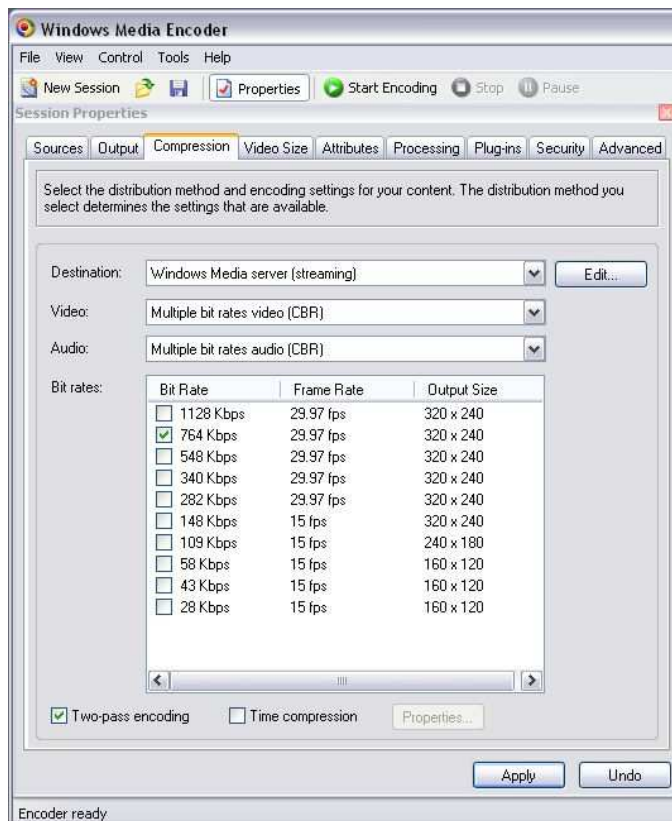 Windows Media Encoder
File View Control Tools Help
New Session Properties Start Encoding Stop Pause
Session Properties
Sources Output Compression Video Size Attributes Processing Plug-ins Security Advanced
Select the distribution method and encoding settings for your content. The distribution method you
select determines the settings that are available.
Destination: Windows Media server (streaming) Edit...
Video: Multiple bit rates video (CBR)
Audio: Multiple bit rates audio (CBR)
Bit rates: Bit Rate Frame Rate Output Size
1128 Kbps 29.97 fps 320 x 240
764 Kbps 29.97 fps 320 x 240
548 Kbps 29.97 fps 320 x 240
340 Kbps 29.97 fps 320 x 240
282 Kbps 29.97 fps 320 x 240
148 Kbps 15 fps 320 x 240
109 Kbps 15 fps 240 x 180
58 Kbps 15 fps 160 x 120
43 Kbps 15 fps 160 x 120
28 Kbps 15 fps 160 x 120
Two-pass encoding Time compression Properties...
Apply Undo
Encoder ready